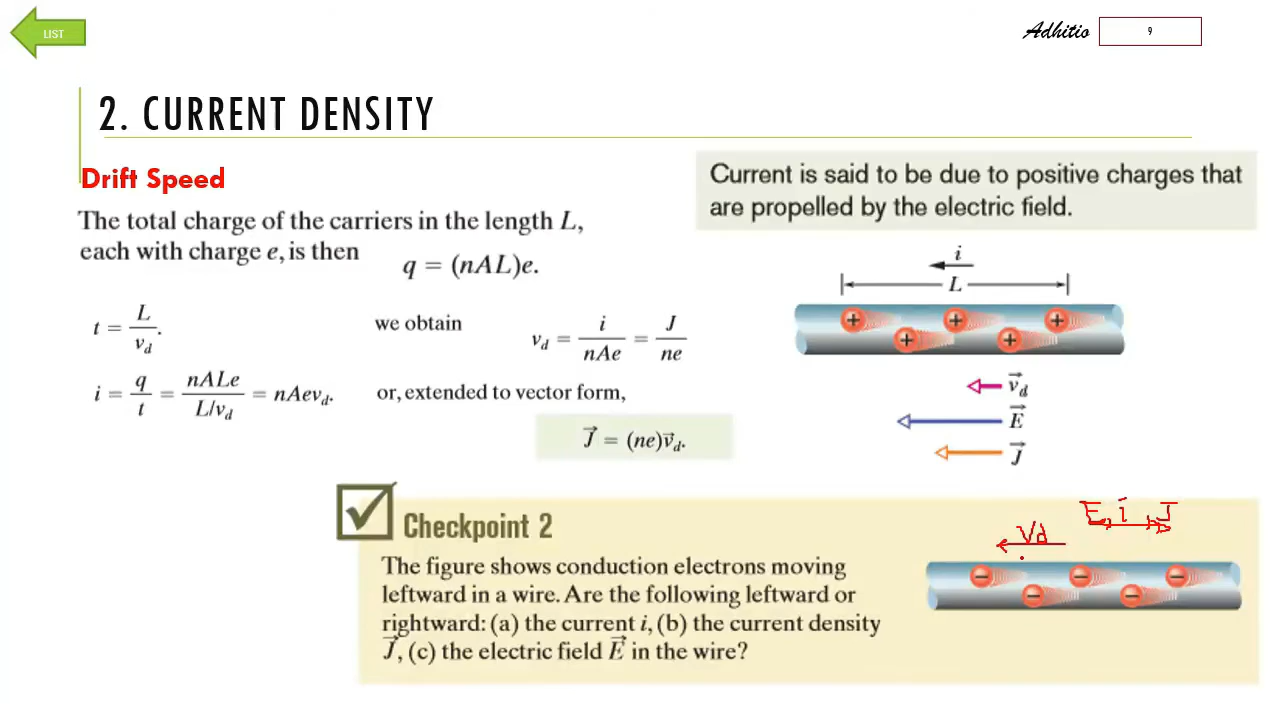 LIST
Adhitio
9
2. CURRENT DENSITY
Drift Speed
The total charge of the carriers in the length L,
each with charge e, is then
q = (nAL)e.
t = L/v_d.
we obtain
v_d = i/nAe = J/ne
i = q/t = nALe/(L/v_d) = nAev_d.
or, extended to vector form,
J⃗ = (ne)v⃗_d.
Current is said to be due to positive charges that
are propelled by the electric field.
i
L
+ + + + +
v⃗_d
E⃗
J⃗
Checkpoint 2
The figure shows conduction electrons moving
leftward in a wire. Are the following leftward or
rightward: (a) the current i, (b) the current density
J⃗, (c) the electric field E⃗ in the wire?
Vd
E, i, J
− − − − −